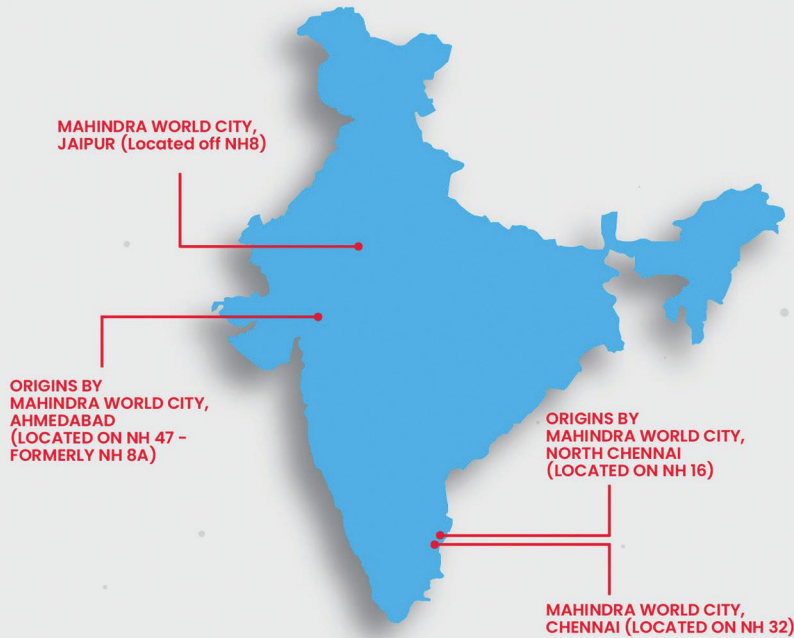 MAHINDRA WORLD CITY,
JAIPUR (Located off NH8)
ORIGINS BY
MAHINDRA WORLD CITY,
AHMEDABAD
(LOCATED ON NH 47 -
FORMERLY NH 8A)
ORIGINS BY
MAHINDRA WORLD CITY,
NORTH CHENNAI
(LOCATED ON NH 16)
MAHINDRA WORLD CITY,
CHENNAI (LOCATED ON NH 32)